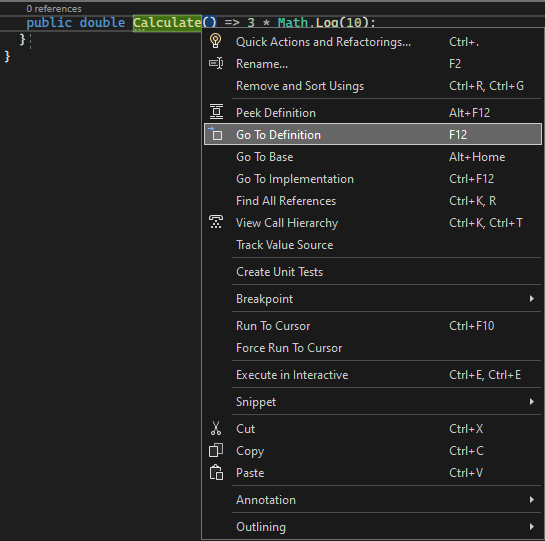 0 references
public double Calculate() => 3 * Math.Log(10);
}
}
Quick Actions and Refactorings... Ctrl+.
Rename... F2
Remove and Sort Usings Ctrl+R, Ctrl+G
Peek Definition Alt+F12
Go To Definition F12
Go To Base Alt+Home
Go To Implementation Ctrl+F12
Find All References Ctrl+K, R
View Call Hierarchy Ctrl+K, Ctrl+T
Track Value Source
Create Unit Tests
Breakpoint
Run To Cursor Ctrl+F10
Force Run To Cursor
Execute in Interactive Ctrl+E, Ctrl+E
Snippet
Cut Ctrl+X
Copy Ctrl+C
Paste Ctrl+V
Annotation
Outlining